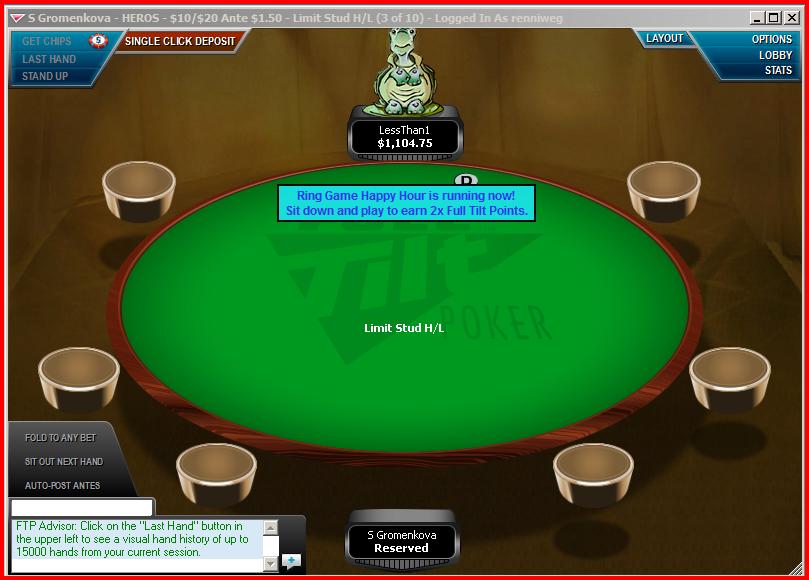 S Gromenkova - HEROS - $10/$20 Ante $1.50 - Limit Stud H/L (3 of 10) - Logged In As renniweg
GET CHIPS
LAST HAND
STAND UP
SINGLE CLICK DEPOSIT
LAYOUT
OPTIONS
LOBBY
STATS
LessThan1
$1,104.75
D
Ring Game Happy Hour is running now!
Sit down and play to earn 2x Full Tilt Points.
Tilt
POKER
Limit Stud H/L
FOLD TO ANY BET
SIT OUT NEXT HAND
AUTO-POST ANTES
FTP Advisor: Click on the "Last Hand" button in
the upper left to see a visual hand history of up to
15000 hands from your current session.
S Gromenkova
Reserved